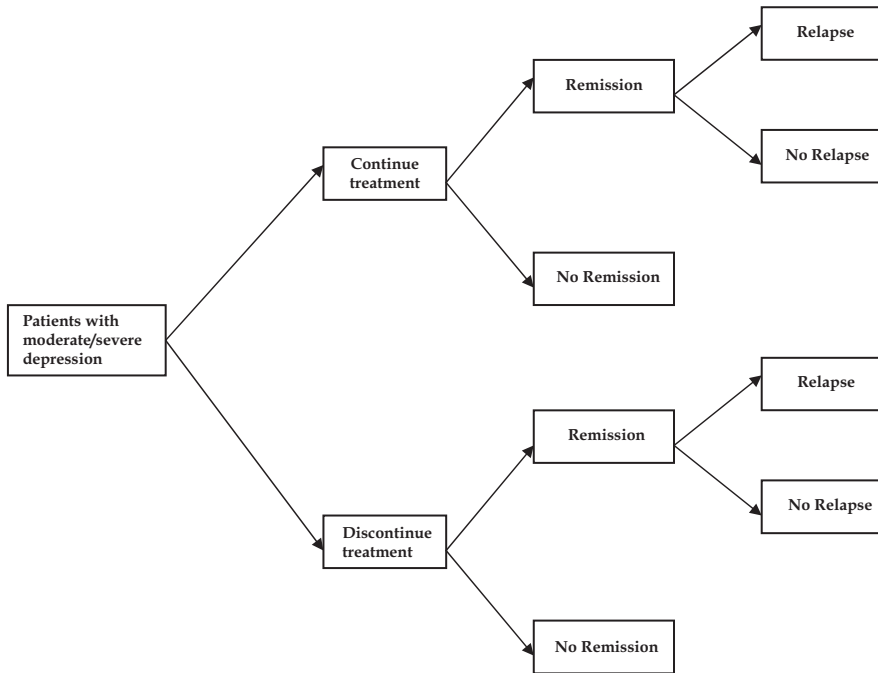 Relapse
Remission
No Relapse
Continue
treatment
No Remission
Patients with
moderate/severe
depression
Relapse
Remission
No Relapse
Discontinue
treatment
No Remission